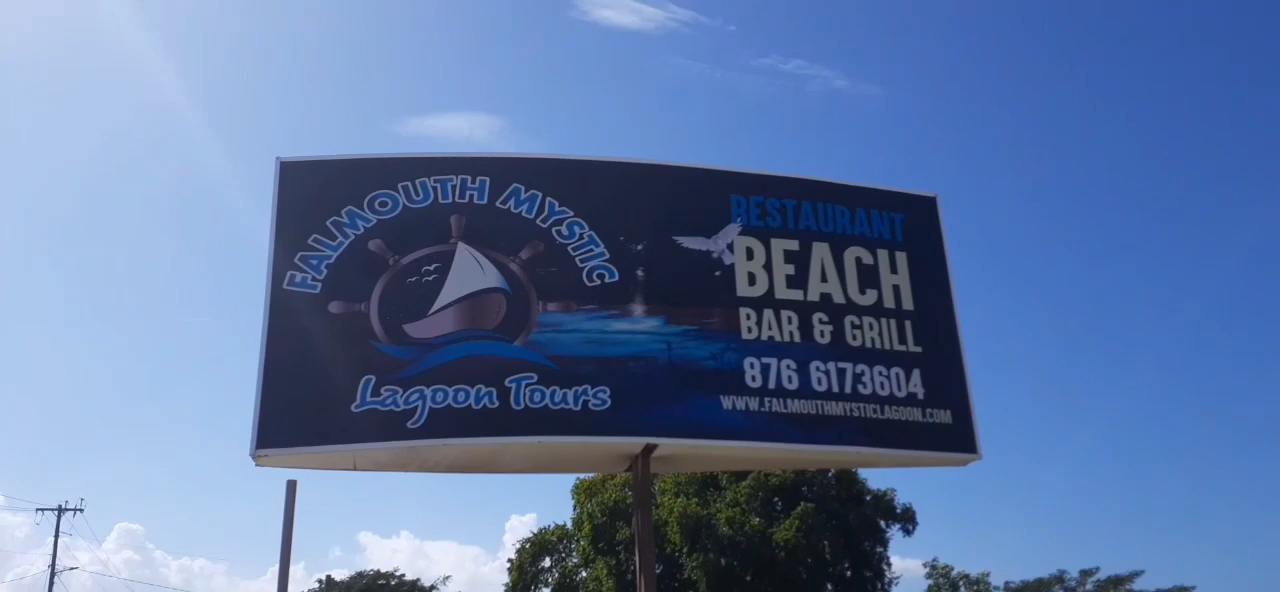 FALMOUTH MYSTIC
Lagoon Tours
RESTAURANT
BEACH
BAR & GRILL
876 6173604
WWW.FALMOUTHMYSTICLAGOON.COM